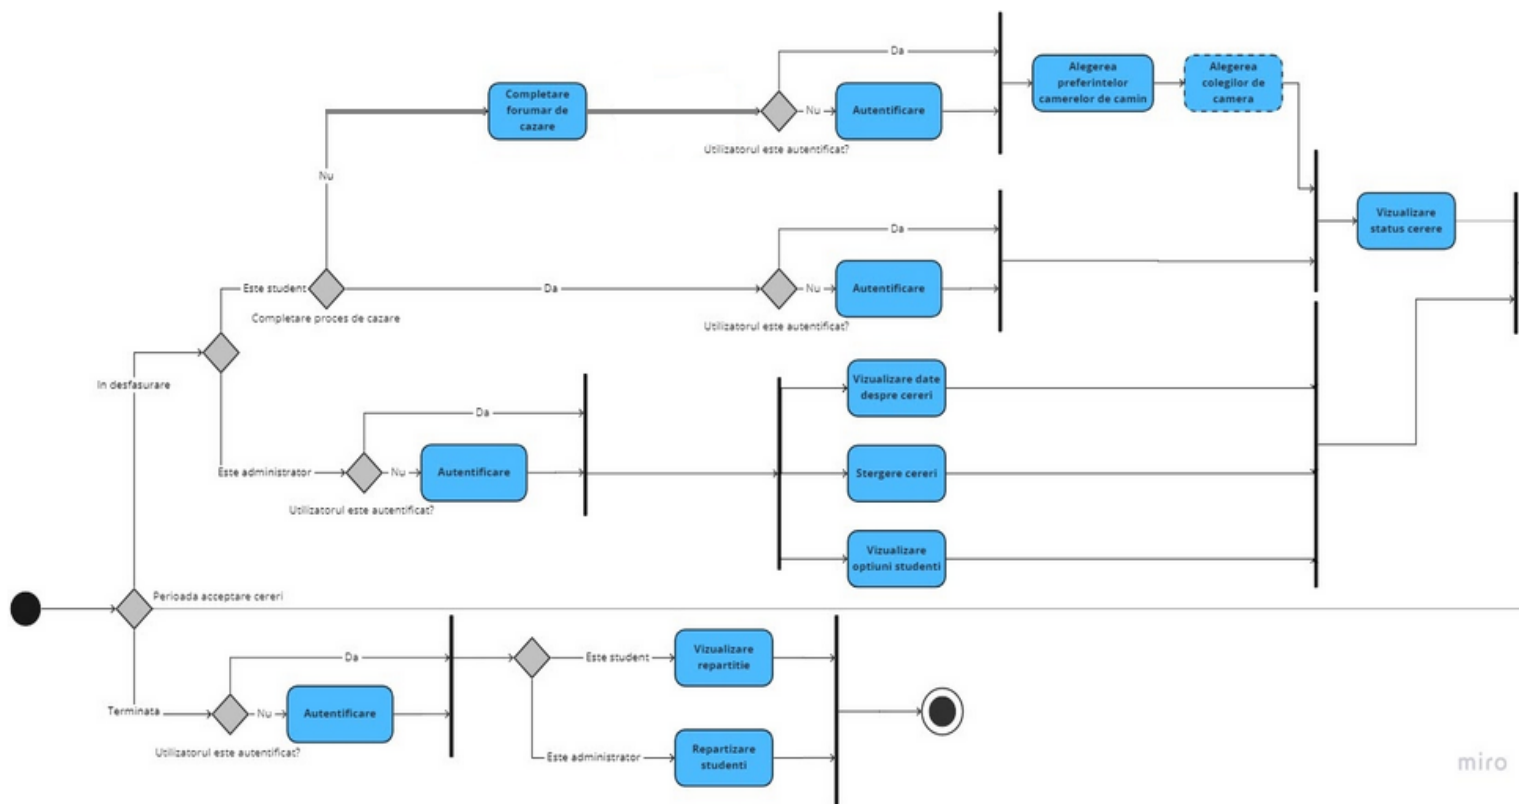 Da
Completare
forumar de
cazare
Nu
Autentificare
Utilizatorul este autentificat?
Alegerea
preferintelor
camerelor de camin
Alegerea
colegilor de
camera
Nu
Da
Vizualizare
status cerere
Este student
Da
Nu
Autentificare
Completare proces de cazare
Utilizatorul este autentificat?
In desfasurare
Vizualizare date
despre cereri
Da
Este administrator
Nu
Autentificare
Stergere cereri
Utilizatorul este autentificat?
Vizualizare
optiuni studenti
Perioada acceptare cereri
Da
Este student
Vizualizare
repartitie
Terminata
Nu
Autentificare
Utilizatorul este autentificat?
Este administrator
Repartizare
studenti
miro